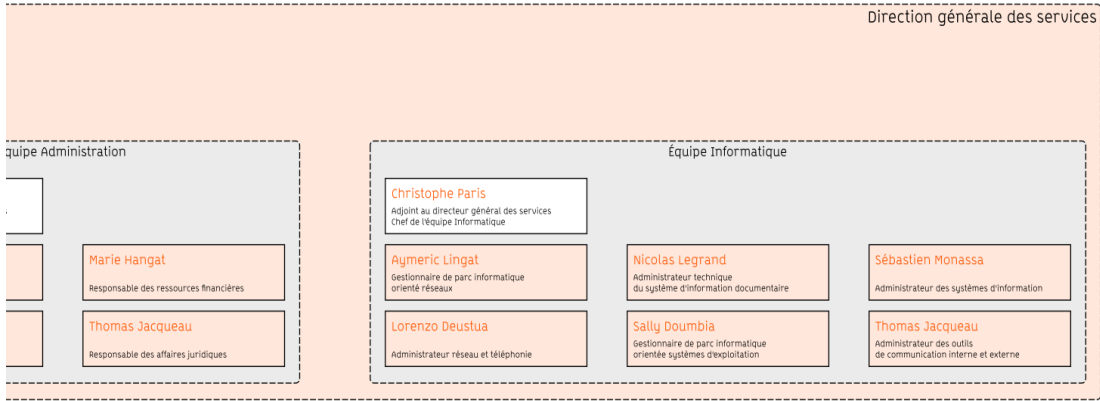 Direction générale des services
quipe Administration
Marie Hangat
Responsable des ressources financières
Thomas Jacqueau
Responsable des affaires juridiques
Équipe Informatique
Christophe Paris
Adjoint au directeur général des services
Chef de l'équipe Informatique
Aymeric Lingat
Gestionnaire de parc informatique
orienté réseaux
Nicolas Legrand
Administrateur technique
du système d'information documentaire
Sébastien Monassa
Administrateur des systèmes d'information
Lorenzo Deustua
Administrateur réseau et téléphonie
Sally Doumbia
Gestionnaire de parc informatique
orientée systèmes d'exploitation
Thomas Jacqueau
Administrateur des outils
de communication interne et externe